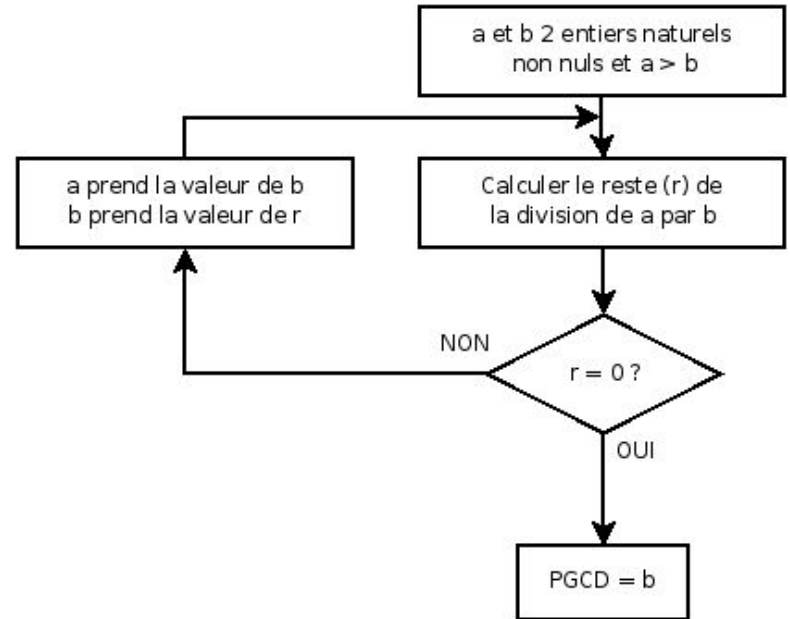 a et b 2 entiers naturels
non nuls et a > b
a prend la valeur de b
b prend la valeur de r
Calculer le reste (r) de
la division de a par b
NON
r = 0 ?
OUI
PGCD = b